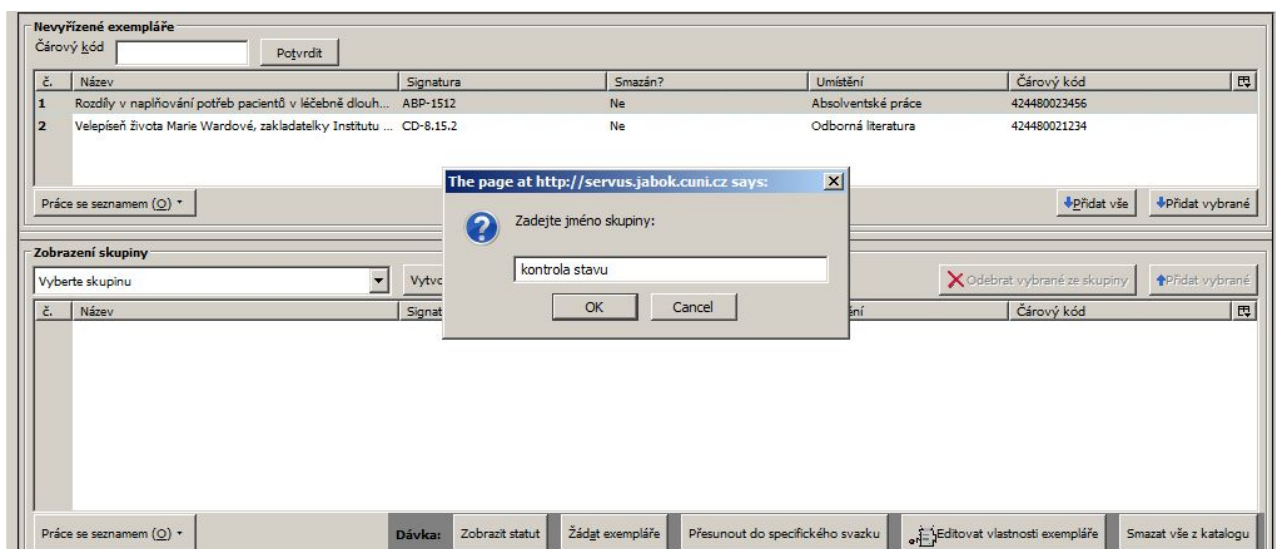 Nevyřízené exempláře
Čárový kód
Potvrdit
č. Název Signatura Smazán? Umístění Čárový kód
1 Rozdíly v naplňování potřeb pacientů v léčebně dlouh... ABP-1512 Ne Absolventské práce 424480023456
2 Velepíseň života Marie Wardové, zakladatelky Institutu ... CD-8.15.2 Ne Odborná literatura 424480021234
The page at http://servus.jabok.cuni.cz says:
Práce se seznamem (O)
Přidat vše Přidat vybrané
Zadejte jméno skupiny:
Zobrazení skupiny
kontrola stavu
Vyberte skupinu Vytvo Odebrat vybrané ze skupiny Přidat vybrané
OK Cancel
č. Název Signat ění Čárový kód
Práce se seznamem (O) Dávka: Zobrazit statut Žádat exempláře Přesunout do specifického svazku Editovat vlastnosti exempláře Smazat vše z katalogu